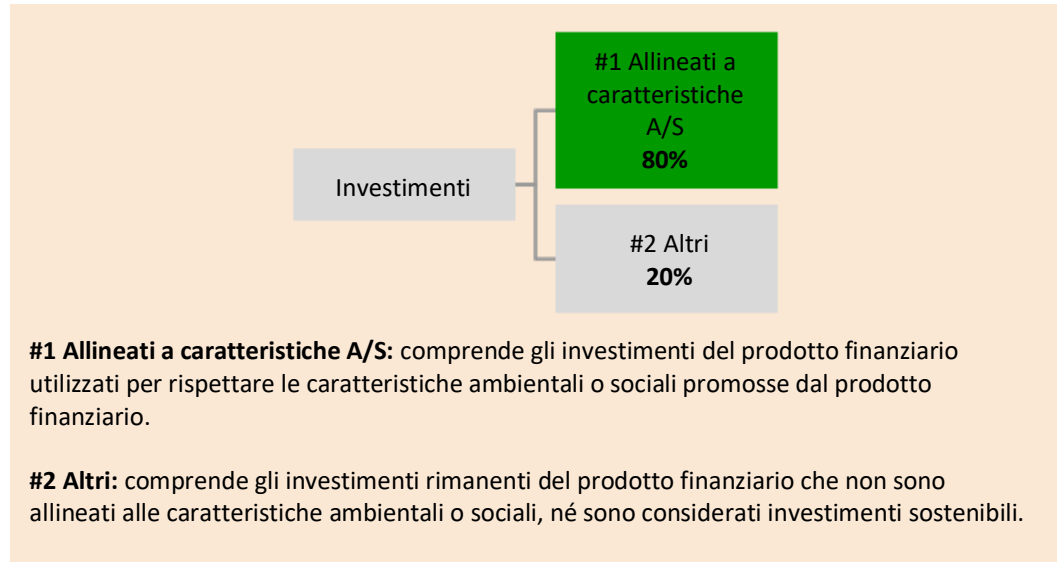 #1 Allineati a
caratteristiche
A/S
80%
Investimenti
#2 Altri
20%
#1 Allineati a caratteristiche A/S: comprende gli investimenti del prodotto finanziario
utilizzati per rispettare le caratteristiche ambientali o sociali promosse dal prodotto
finanziario.
#2 Altri: comprende gli investimenti rimanenti del prodotto finanziario che non sono
allineati alle caratteristiche ambientali o sociali, né sono considerati investimenti sostenibili.